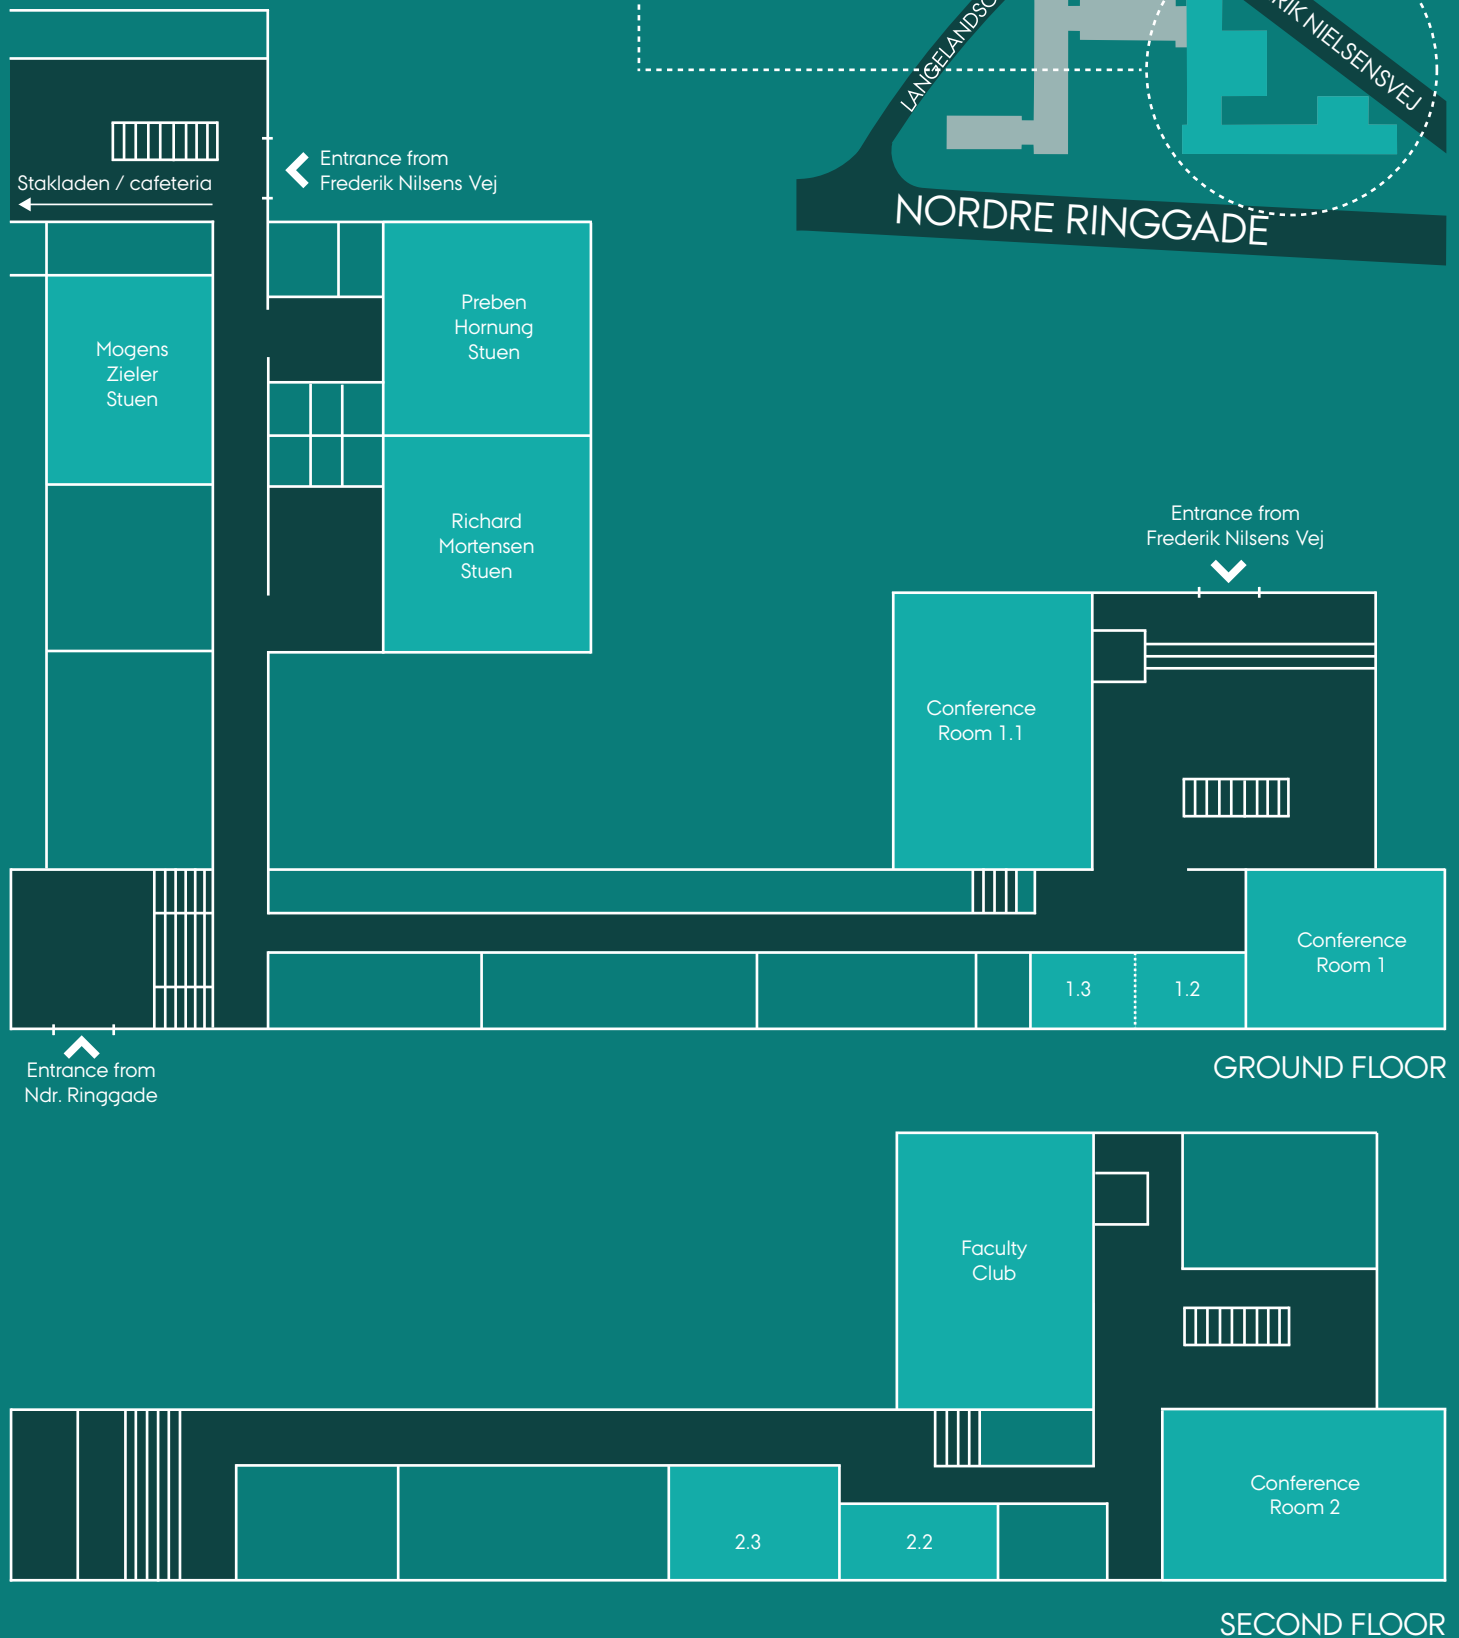 LANGELANDSG
RIK NIELSENSVEJ
NORDRE RINGGADE
Entrance from
Frederik Nilsens Vej
Stakladen / cafeteria
Preben
Hornung
Stuen
Mogens
Zieler
Stuen
Richard
Mortensen
Stuen
Entrance from
Frederik Nilsens Vej
Conference
Room 1.1
Conference
Room 1
1.3
1.2
Entrance from
Ndr. Ringgade
GROUND FLOOR
Faculty
Club
Conference
Room 2
2.3
2.2
SECOND FLOOR